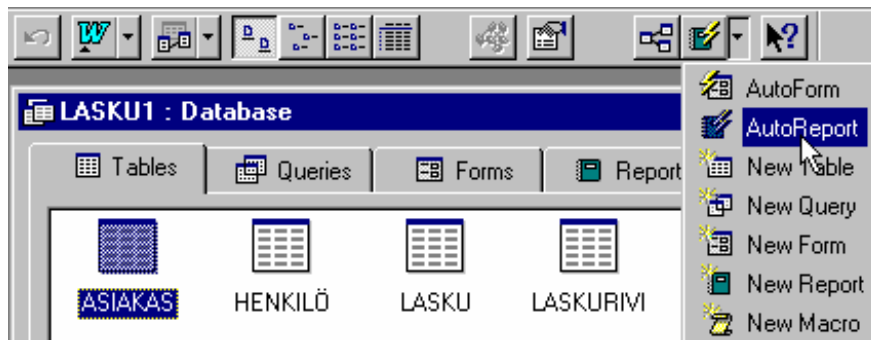 AutoForm
LASKU1 : Database
AutoReport
Tables Queries Forms Report
New Table
New Query
New Form
ASIAKAS HENKILÖ LASKU LASKURIVI
New Report
New Macro